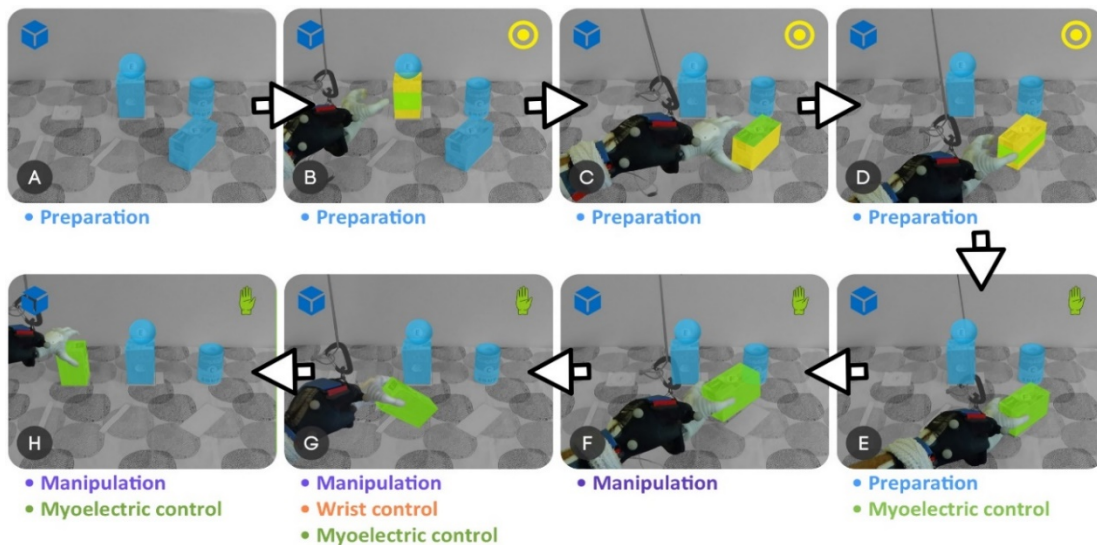 A
B
C
D
• Preparation
• Preparation
• Preparation
• Preparation
H
G
F
E
• Manipulation
• Myoelectric control
• Manipulation
• Wrist control
• Myoelectric control
• Manipulation
• Preparation
• Myoelectric control